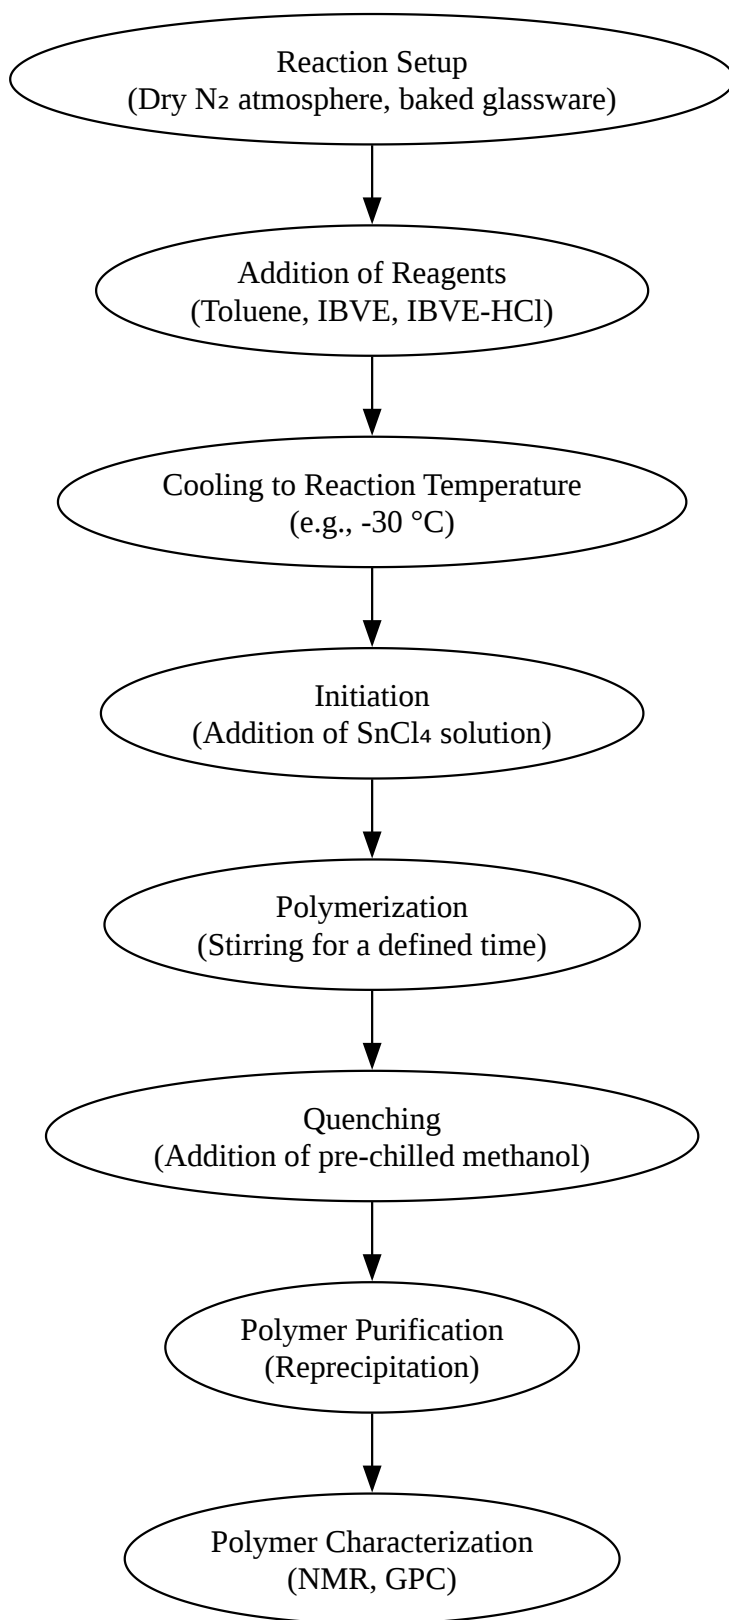 Reaction Setup
(Dry N₂ atmosphere, baked glassware)
Addition of Reagents
(Toluene, IBVE, IBVE-HCl)
Cooling to Reaction Temperature
(e.g., -30 °C)
Initiation
(Addition of SnCl₄ solution)
Polymerization
(Stirring for a defined time)
Quenching
(Addition of pre-chilled methanol)
Polymer Purification
(Reprecipitation)
Polymer Characterization
(NMR, GPC)